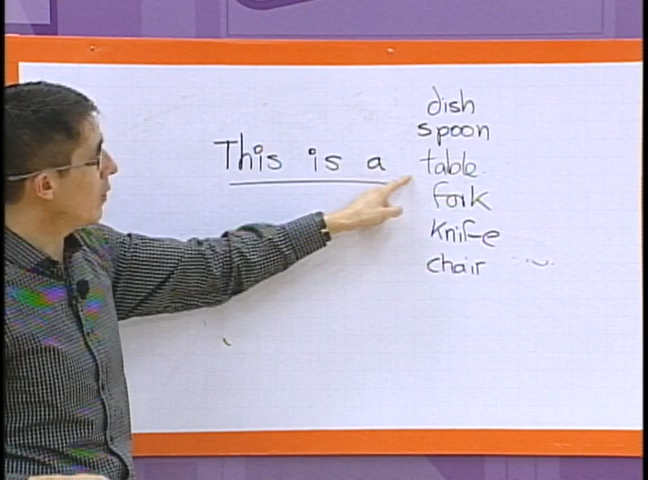 This is a
dish
spoon
table.
fork
knife
chair